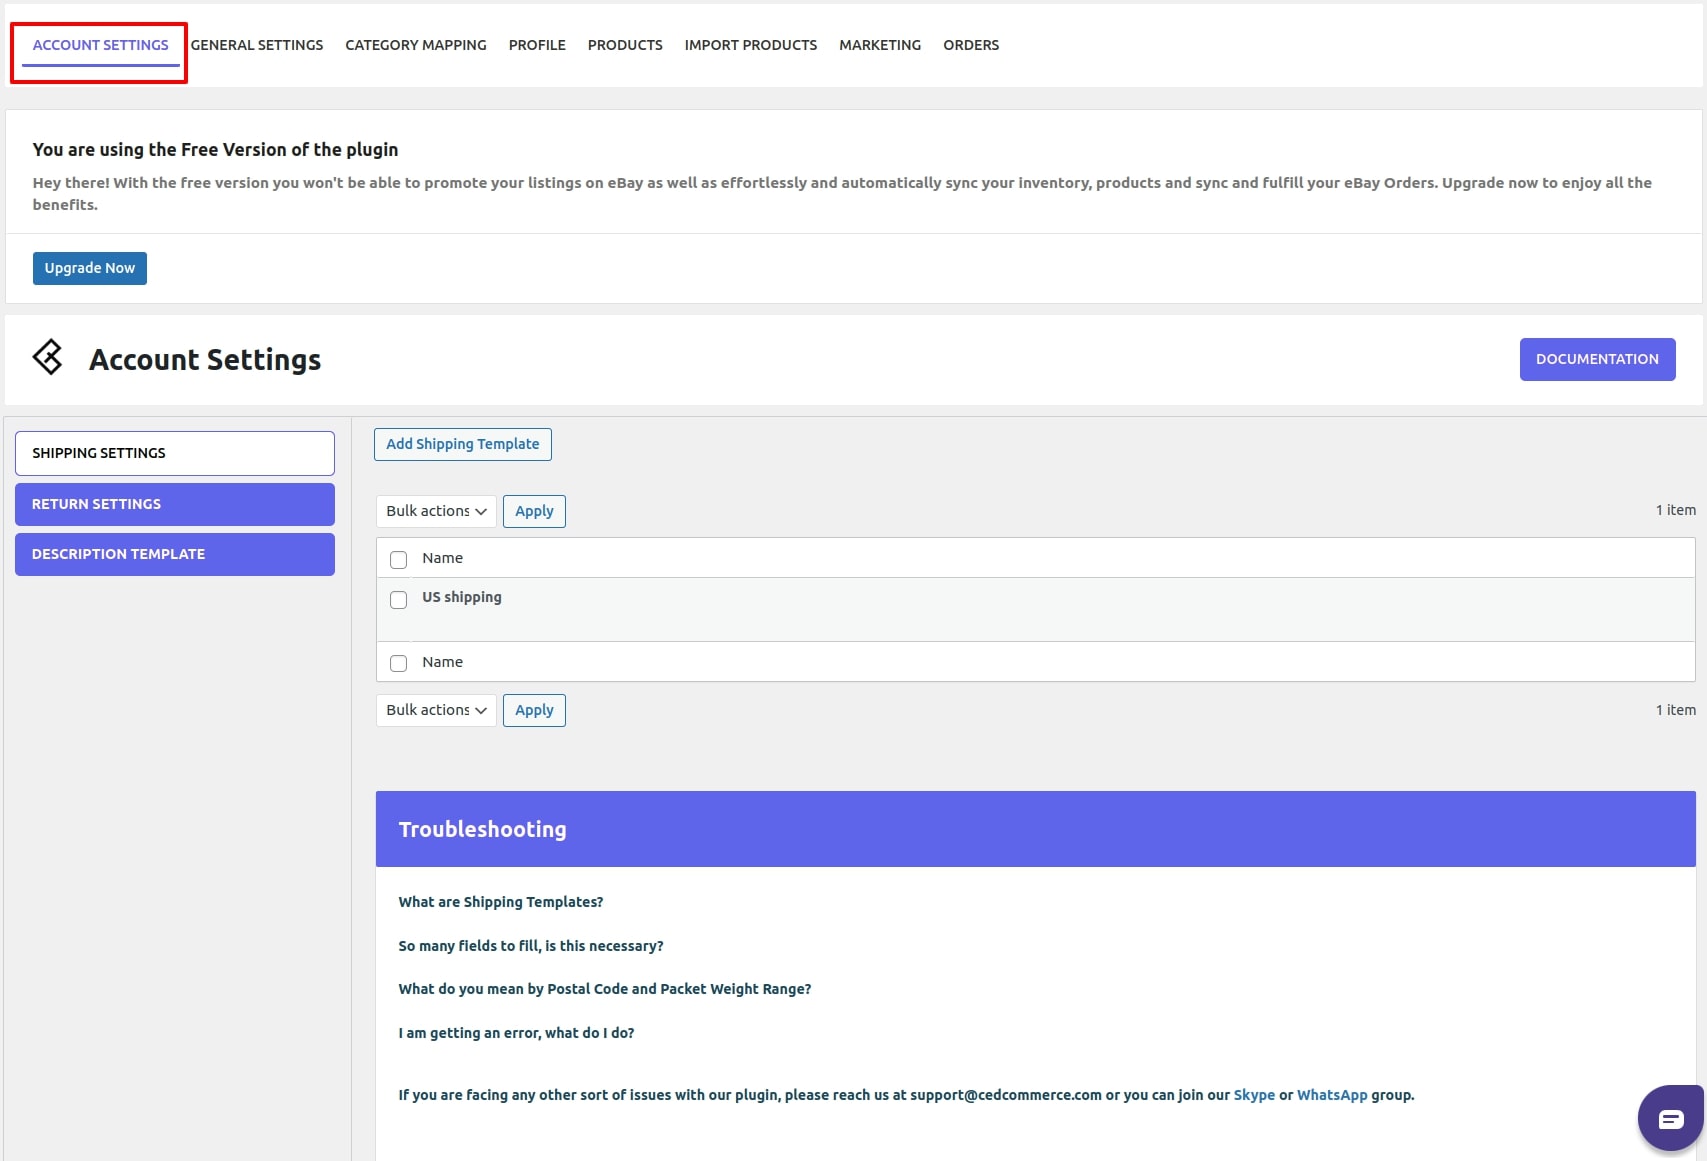 ACCOUNT SETTINGS GENERAL SETTINGS CATEGORY MAPPING PROFILE PRODUCTS IMPORT PRODUCTS MARKETING ORDERS
You are using the Free Version of the plugin
Hey there! With the free version you won't be able to promote your listings on eBay as well as effortlessly and automatically sync your inventory, products and sync and fulfill your eBay Orders. Upgrade now to enjoy all the
benefits.
Upgrade Now
Account Settings
DOCUMENTATION
SHIPPING SETTINGS
RETURN SETTINGS
DESCRIPTION TEMPLATE
Add Shipping Template
Bulk actions Apply 1 item
Name
US shipping
Name
Bulk actions Apply 1 item
Troubleshooting
What are Shipping Templates?
So many fields to fill, is this necessary?
What do you mean by Postal Code and Packet Weight Range?
I am getting an error, what do I do?
If you are facing any other sort of issues with our plugin, please reach us at support@cedcommerce.com or you can join our Skype or WhatsApp group.